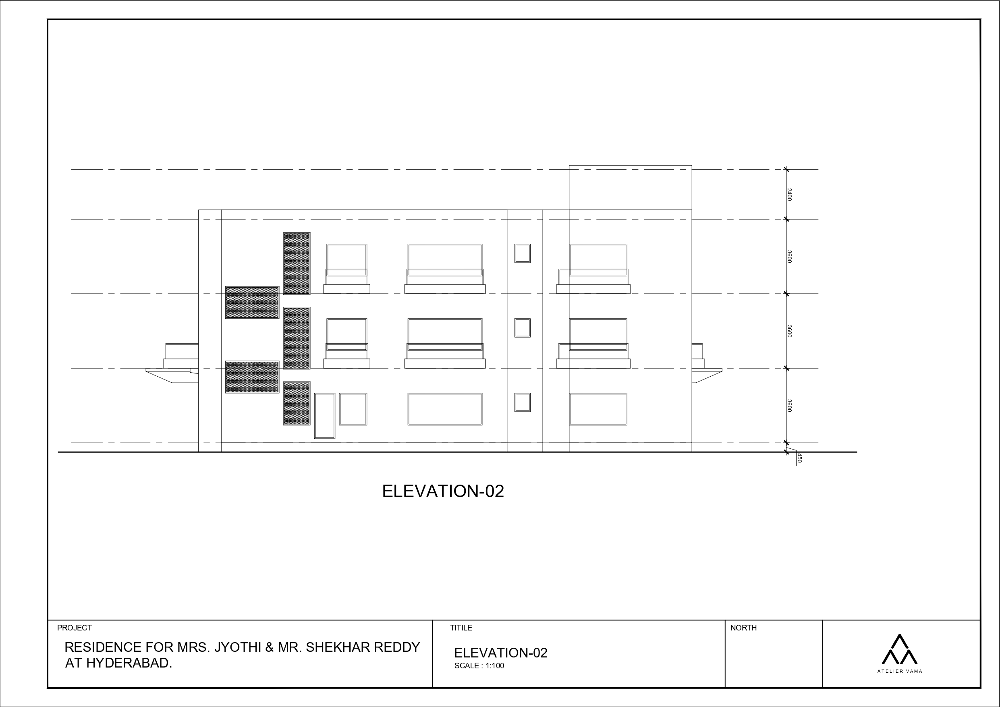 2400
3600
3600
3600
450
ELEVATION-02
PROJECT
RESIDENCE FOR MRS. JYOTHI & MR. SHEKHAR REDDY
AT HYDERABAD.
TITILE
ELEVATION-02
SCALE : 1:100
NORTH
ATELIER VAMA